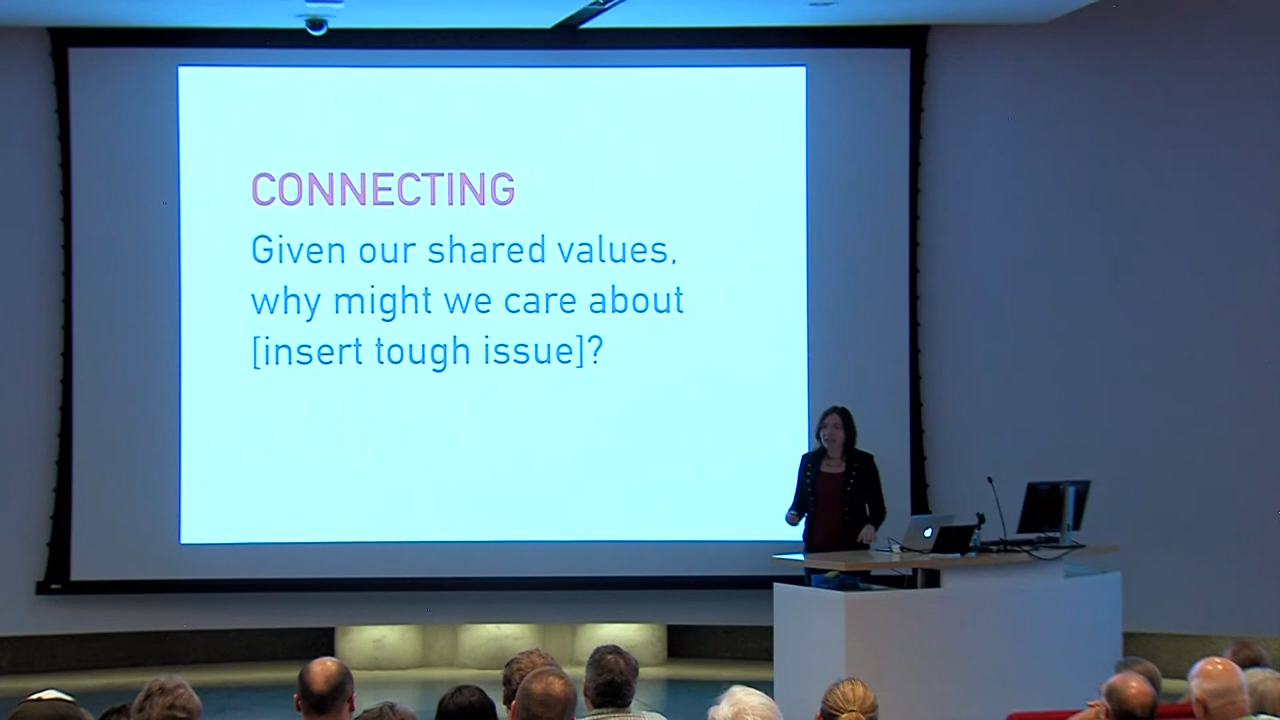 CONNECTING
Given our shared values,
why might we care about
[insert tough issue]?